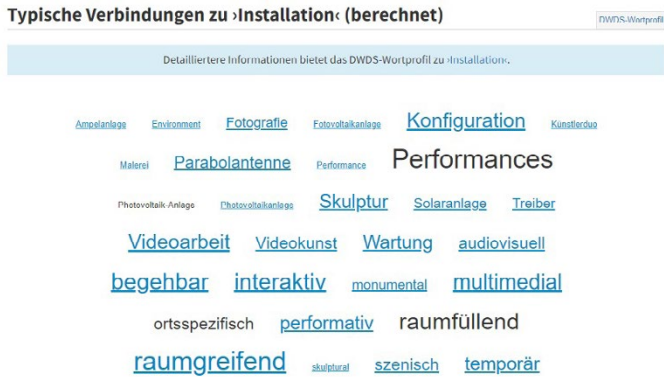 Typische Verbindungen zu ›Installation‹ (berechnet)
DWDS-Wortprofil
Detailliertere Informationen bietet das DWDS-Wortprofil zu ›Installation‹.
Ampelanlage Environment Fotografie Fotovoltaikanlage Konfiguration Künstlerduo
Malerei Parabolantenne Performance Performances
Photovoltaik-Anlage Photovoltaikanlage Skulptur Solaranlage Treiber
Videoarbeit Videokunst Wartung audiovisuell
begehbar interaktiv monumental multimedial
ortsspezifisch performativ raumfüllend
raumgreifend skulptural szenisch temporär